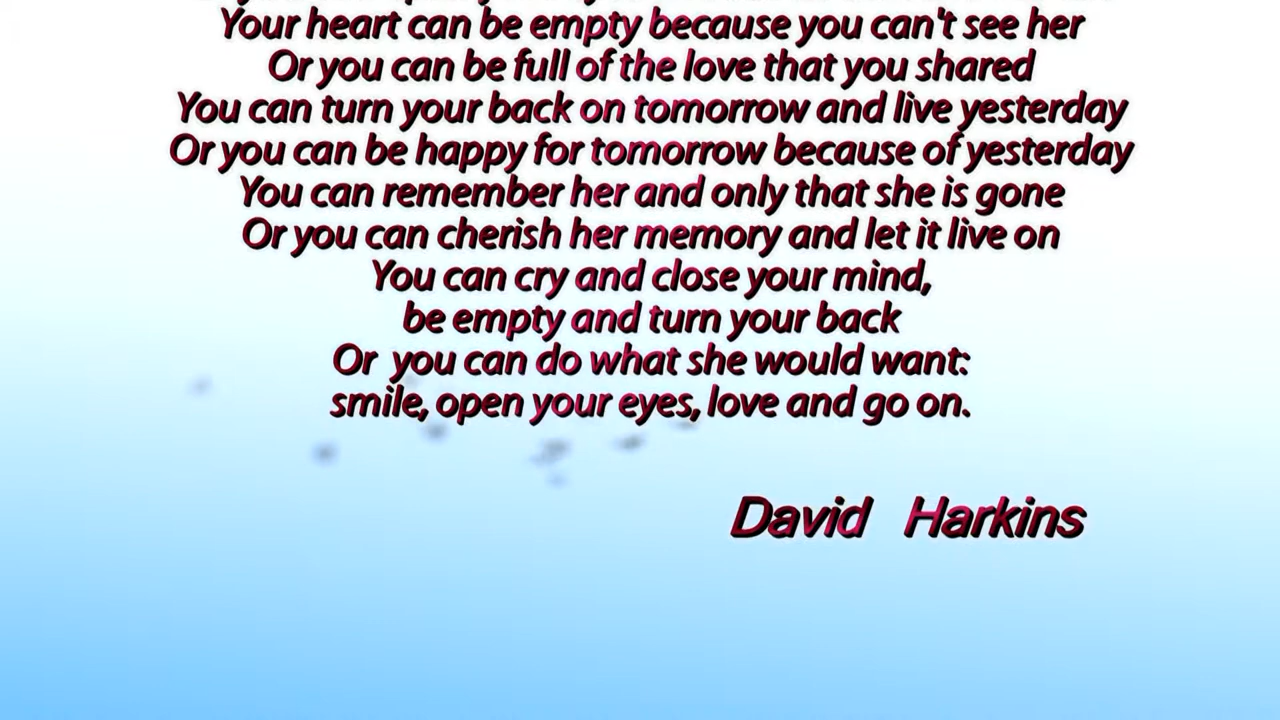 Your heart can be empty because you can't see her
Or you can be full of the love that you shared
You can turn your back on tomorrow and live yesterday
Or you can be happy for tomorrow because of yesterday
You can remember her and only that she is gone
Or you can cherish her memory and let it live on
You can cry and close your mind,
be empty and turn your back
Or you can do what she would want:
smile, open your eyes, love and go on.
David Harkins